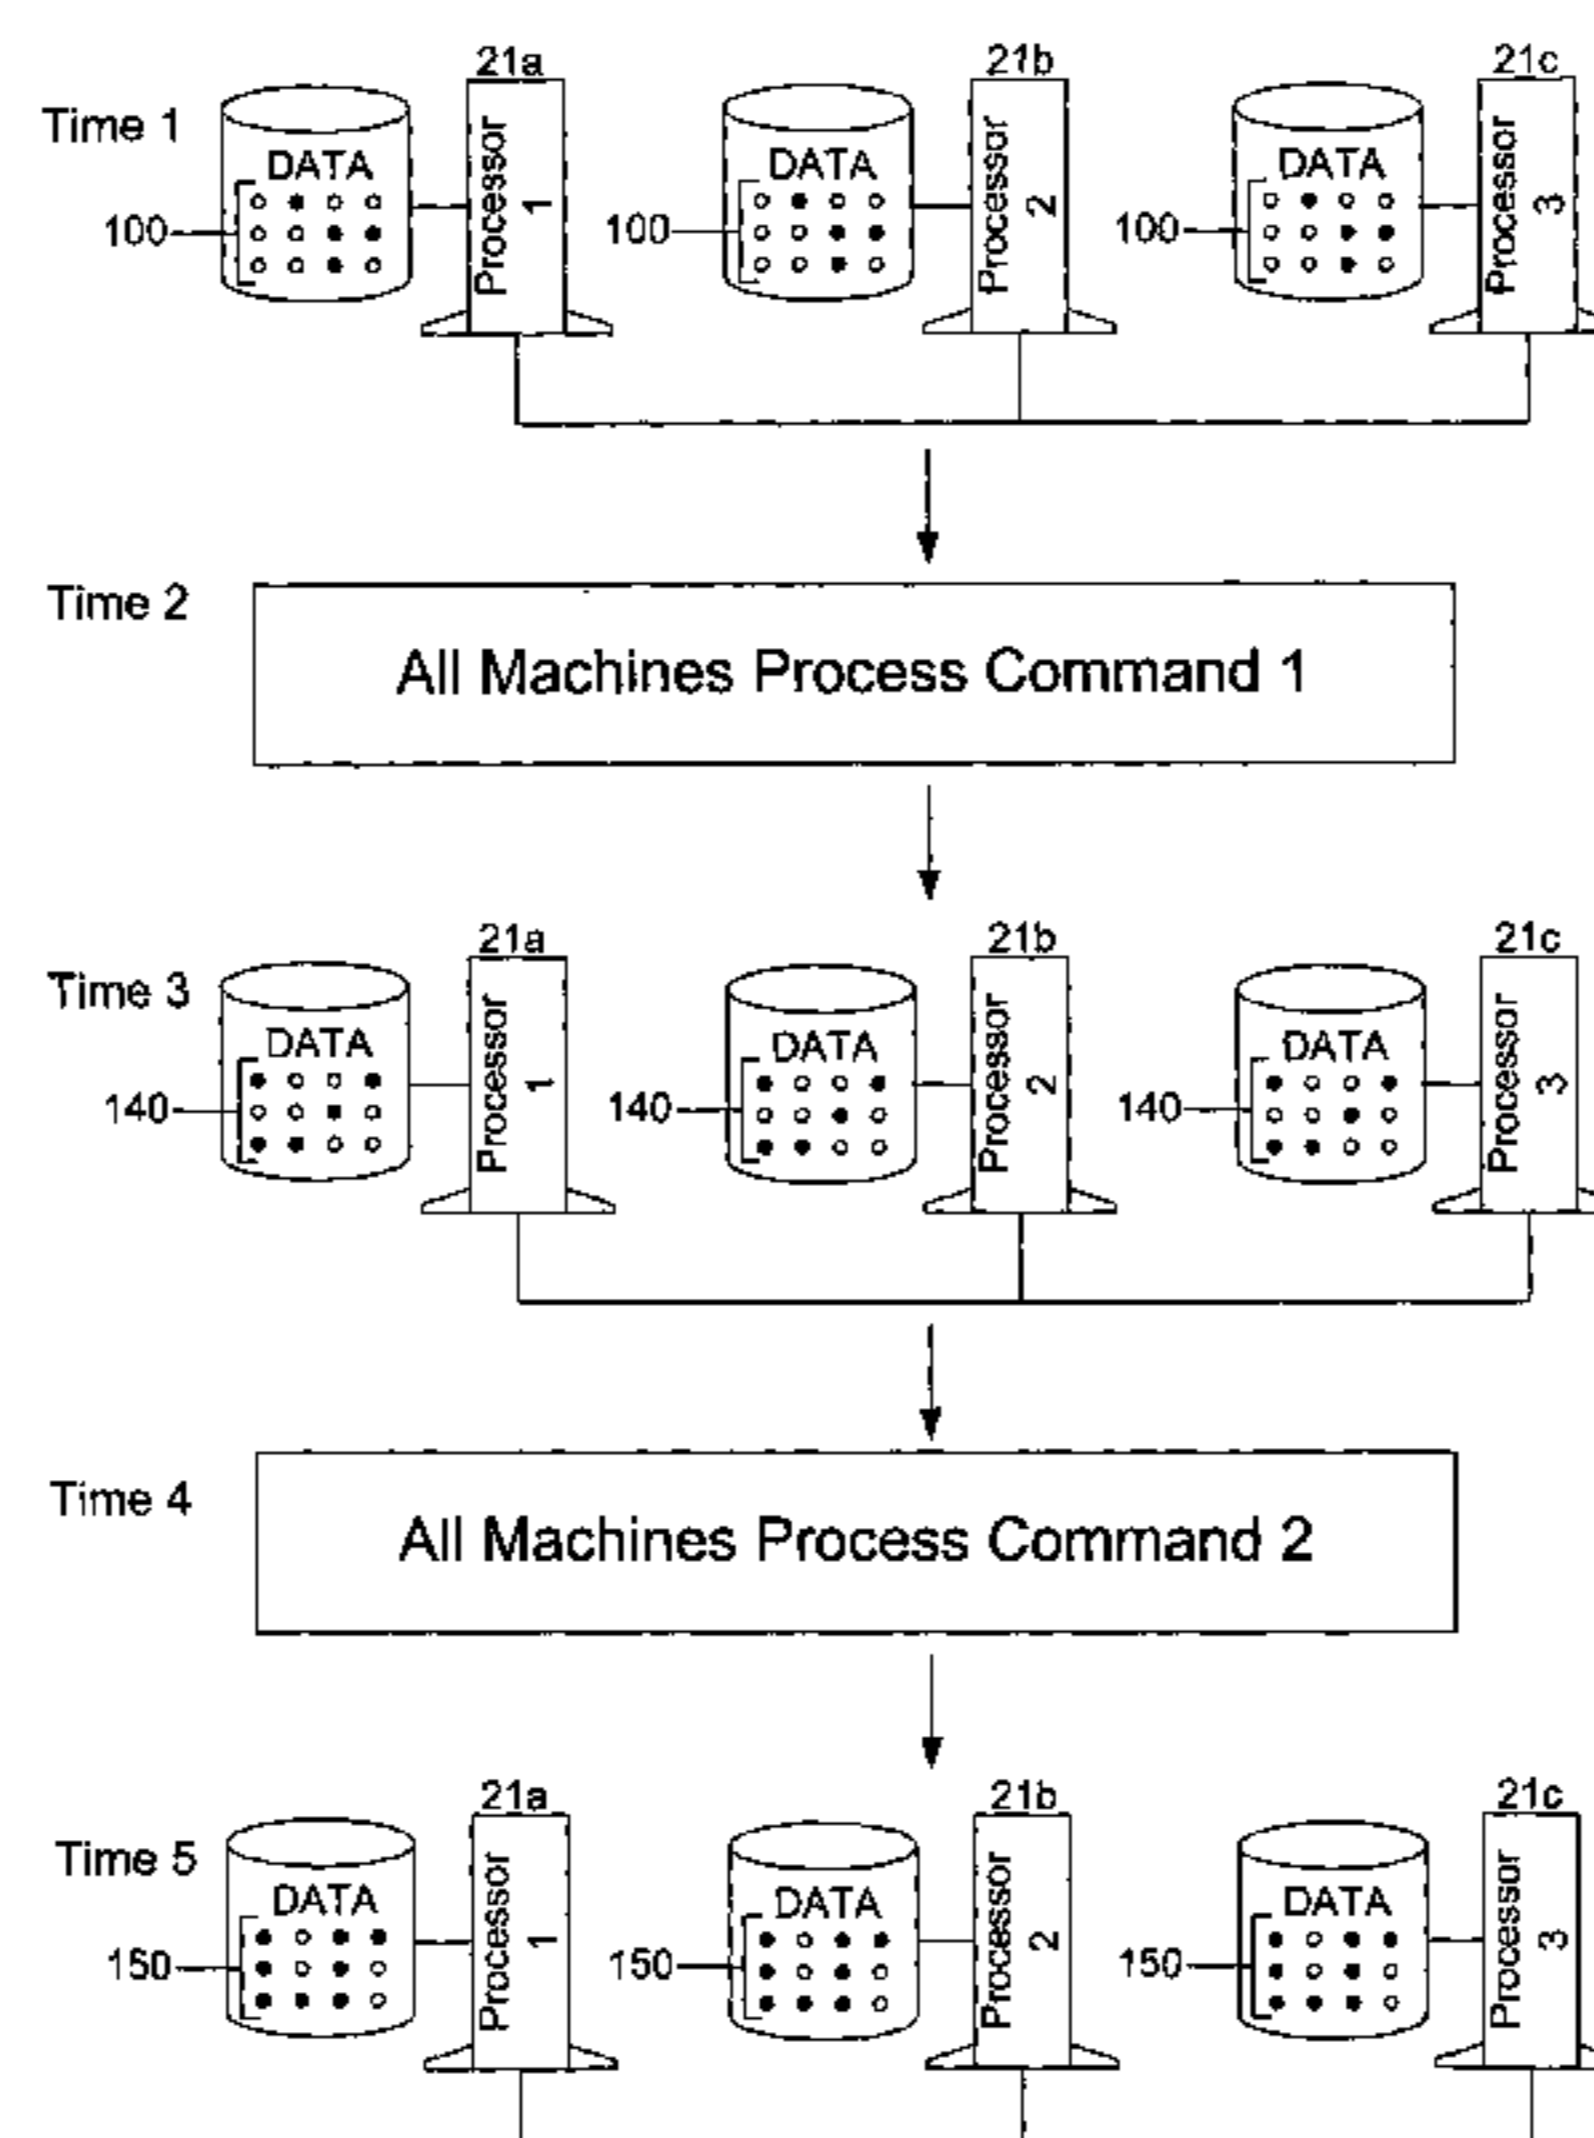 21a 21b 21c
Time 1
DATA DATA DATA
Processor 1 Processor 2 Processor 3
100 100 100
Time 2
All Machines Process Command 1
21a 21b 21c
Time 3
DATA DATA DATA
Processor 1 Processor 2 Processor 3
140 140 140
Time 4
All Machines Process Command 2
21a 21b 21c
Time 5
DATA DATA DATA
Processor 1 Processor 2 Processor 3
150 150 150